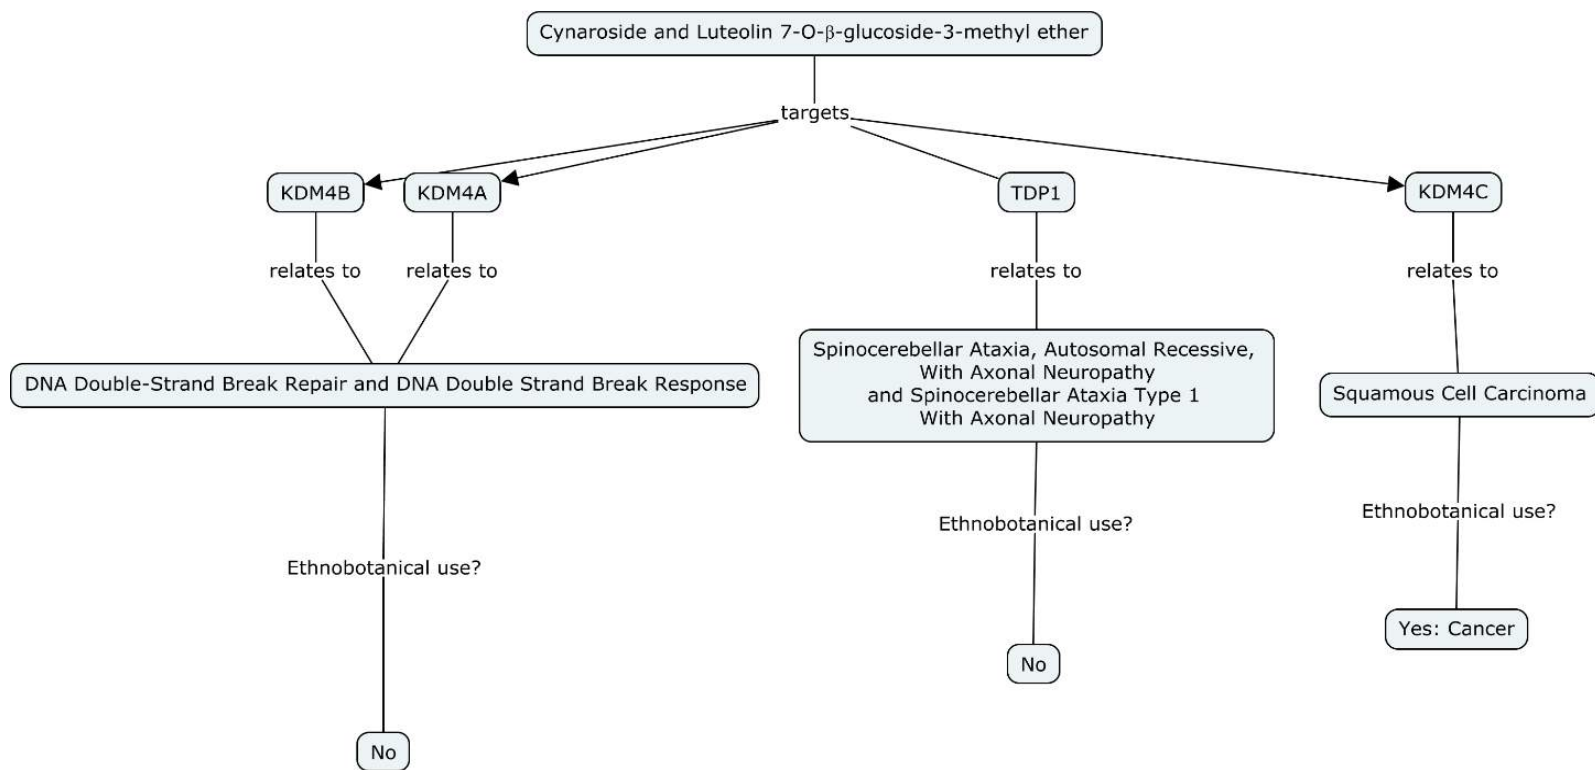 Cynaroside and Luteolin 7-O-β-glucoside-3-methyl ether
targets
KDM4B
KDM4A
TDP1
KDM4C
relates to
relates to
relates to
relates to
DNA Double-Strand Break Repair and DNA Double Strand Break Response
Spinocerebellar Ataxia, Autosomal Recessive,
With Axonal Neuropathy
and Spinocerebellar Ataxia Type 1
With Axonal Neuropathy
Squamous Cell Carcinoma
Ethnobotanical use?
Ethnobotanical use?
Ethnobotanical use?
No
No
Yes: Cancer